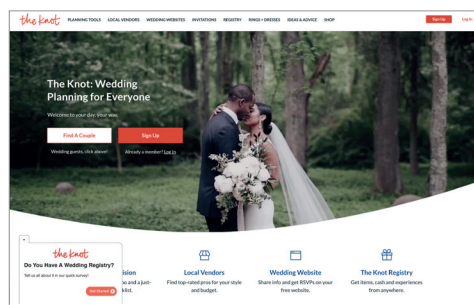 the knot
PLANNING TOOLS LOCAL VENDORS WEDDING WEBSITES INVITATIONS REGISTRY RINGS + DRESSES IDEAS & ADVICE SHOP
Sign Up Log In
The Knot: Wedding
Planning for Everyone
Welcome to your day, your way.
Find A Couple Sign Up
Wedding guests, click above! Already a member? Log In
the knot
Do You Have A Wedding Registry?
Tell us all about it in our quick survey!
Get Started
Local Vendors
Find top-rated pros for your style
and budget.
Wedding Website
Share info and get RSVPs on your
free website.
The Knot Registry
Get items, cash and experiences
from anywhere.